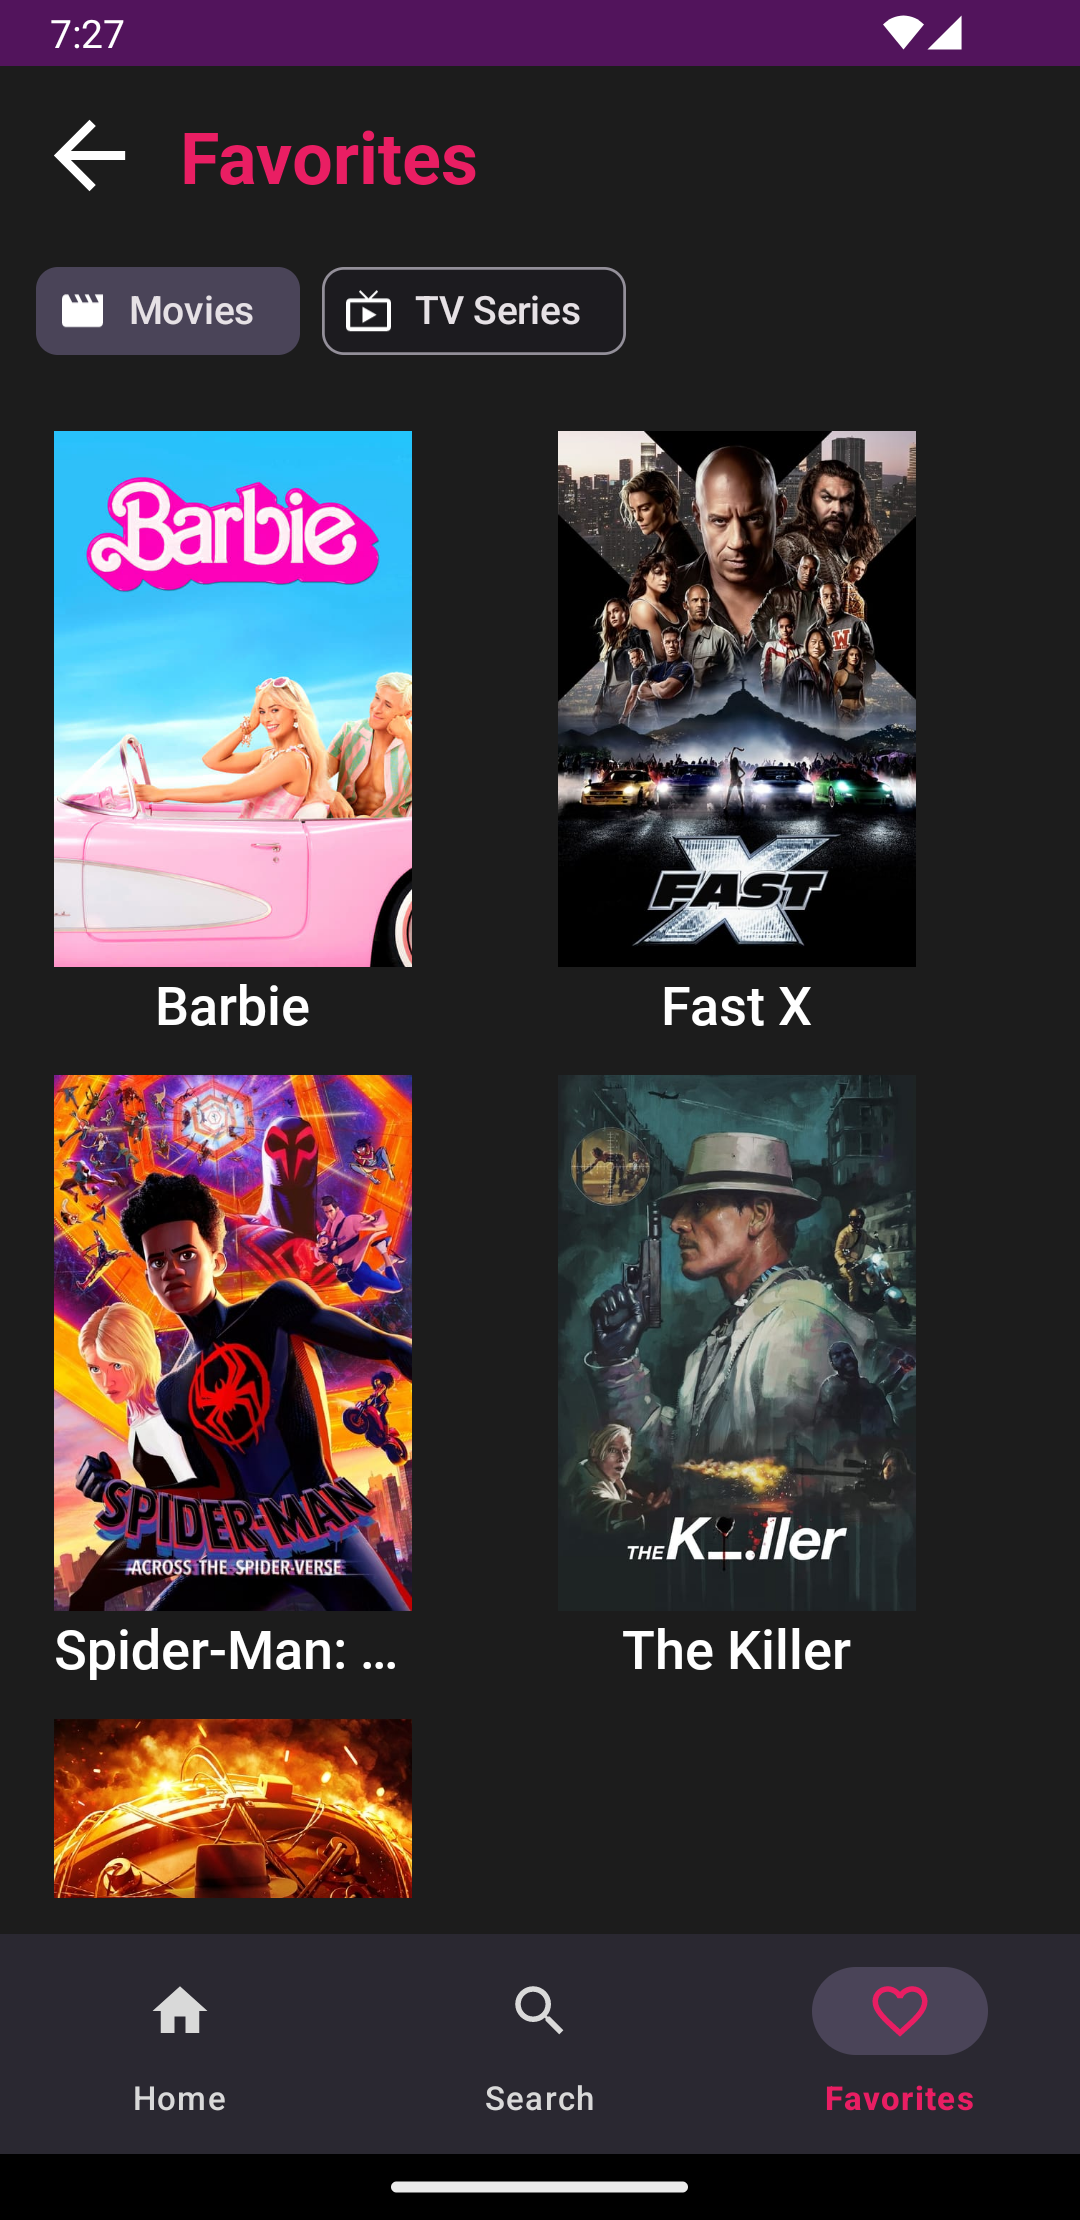 7:27
Favorites
Movies
TV Series
Barbie
FAST X
W
Barbie
Fast X
SPIDER-MAN
ACROSS THE SPIDER-VERSE
THE K_.ller
Spider-Man: ...
The Killer
Home
Search
Favorites